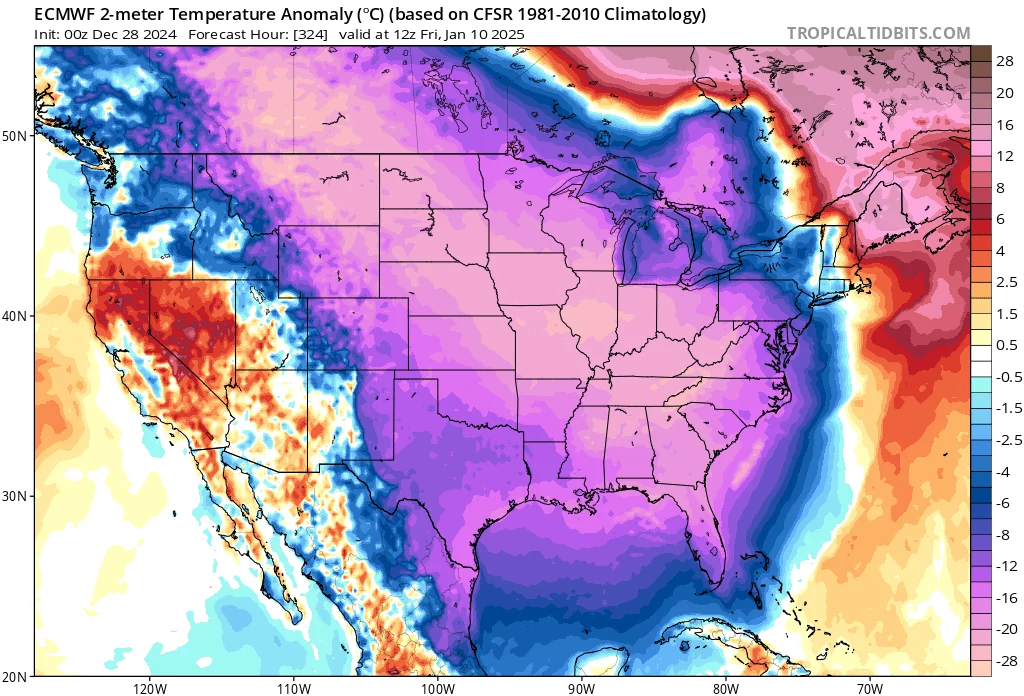 ECMWF 2-meter Temperature Anomaly (°C) (based on CFSR 1981-2010 Climatology)
Init: 00z Dec 28 2024 Forecast Hour: [324] valid at 12z Fri, Jan 10 2025
TROPICALTIDBITS.COM
50N
40N
30N
20N
120W
110W
100W
90W
80W
70W
28
20
16
12
8
6
4
2.5
1.5
0.5
-0.5
-1.5
-2.5
-4
-6
-8
-12
-16
-20
-28